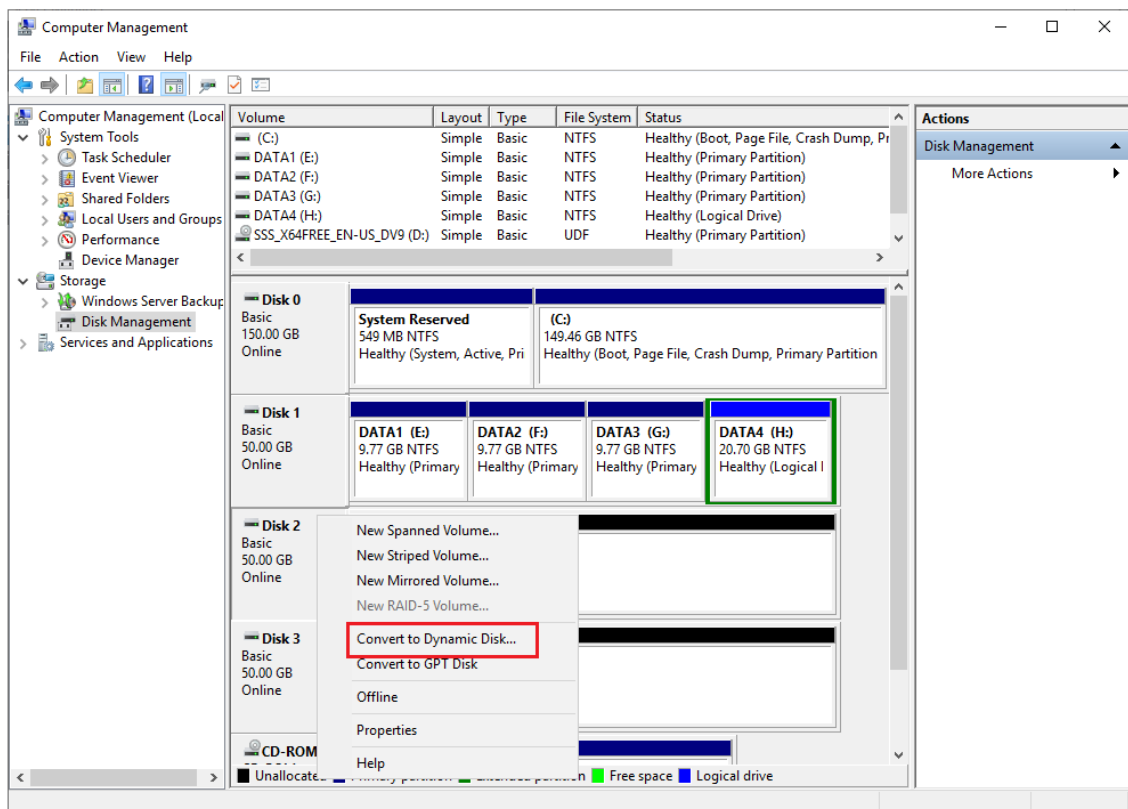 Computer Management
File Action View Help
Computer Management (Local
System Tools
Task Scheduler
Event Viewer
Shared Folders
Local Users and Groups
Performance
Device Manager
Storage
Windows Server Backup
Disk Management
Services and Applications
Volume Layout Type File System Status
(C:) Simple Basic NTFS Healthy (Boot, Page File, Crash Dump, Pr
DATA1 (E:) Simple Basic NTFS Healthy (Primary Partition)
DATA2 (F:) Simple Basic NTFS Healthy (Primary Partition)
DATA3 (G:) Simple Basic NTFS Healthy (Primary Partition)
DATA4 (H:) Simple Basic NTFS Healthy (Logical Drive)
SSS_X64FREE_EN-US_DV9 (D:) Simple Basic UDF Healthy (Primary Partition)
Disk 0
Basic
150.00 GB
Online
System Reserved
549 MB NTFS
Healthy (System, Active, Pri
(C:)
149.46 GB NTFS
Healthy (Boot, Page File, Crash Dump, Primary Partition
Disk 1
Basic
50.00 GB
Online
DATA1 (E:)
9.77 GB NTFS
Healthy (Primary
DATA2 (F:)
9.77 GB NTFS
Healthy (Primary
DATA3 (G:)
9.77 GB NTFS
Healthy (Primary
DATA4 (H:)
20.70 GB NTFS
Healthy (Logical
Disk 2
Basic
50.00 GB
Online
Disk 3
Basic
50.00 GB
Online
CD-ROM
New Spanned Volume...
New Striped Volume...
New Mirrored Volume...
New RAID-5 Volume...
Convert to Dynamic Disk...
Convert to GPT Disk
Offline
Properties
Help
Unallocated Free space Logical drive
Actions
Disk Management
More Actions